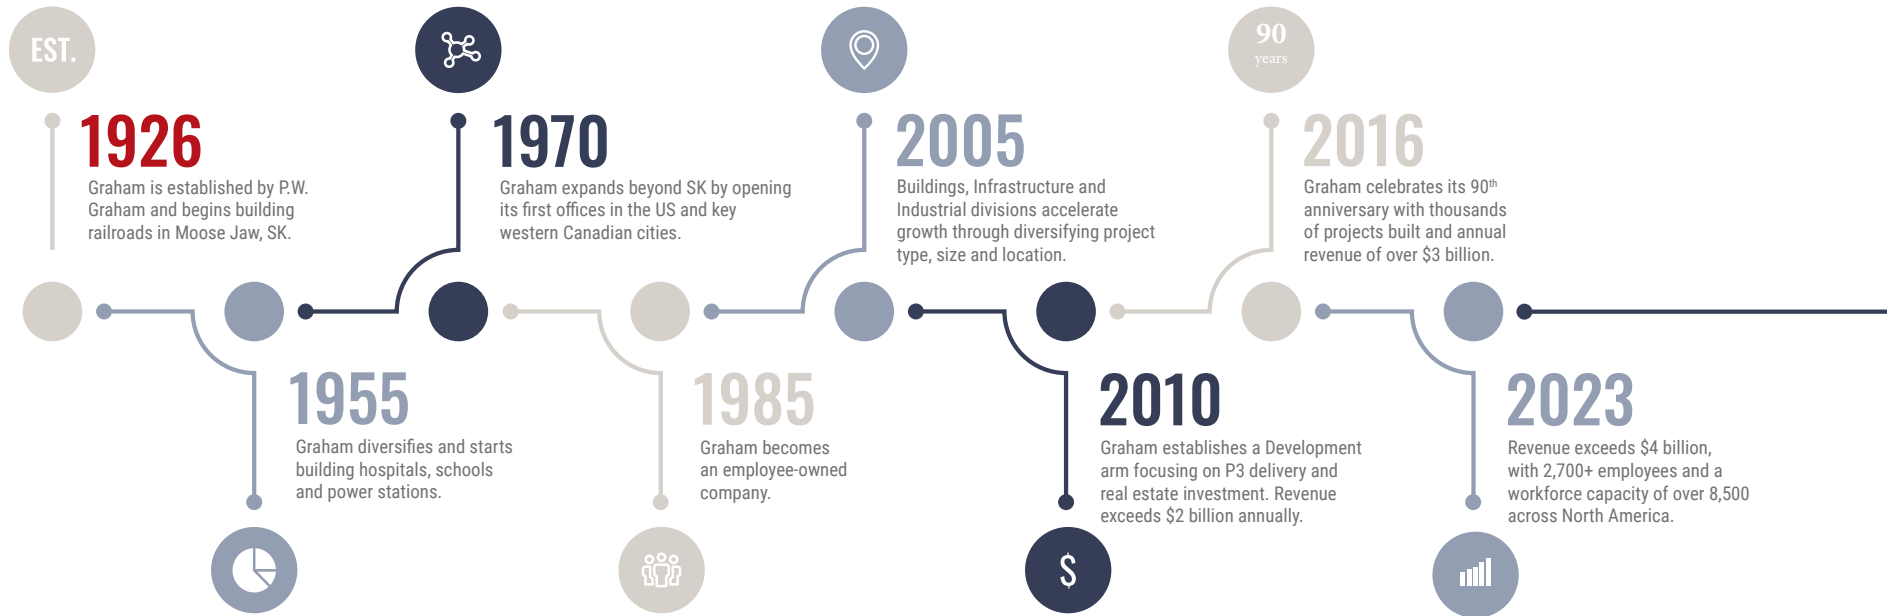 EST.
1926
Graham is established by P.W.
Graham and begins building
railroads in Moose Jaw, SK.
1955
Graham diversifies and starts
building hospitals, schools
and power stations.
1970
Graham expands beyond SK by opening
its first offices in the US and key
western Canadian cities.
1985
Graham becomes
an employee-owned
company.
2005
Buildings, Infrastructure and
Industrial divisions accelerate
growth through diversifying project
type, size and location.
2010
Graham establishes a Development
arm focusing on P3 delivery and
real estate investment. Revenue
exceeds $2 billion annually.
$
90
years
2016
Graham celebrates its 90th
anniversary with thousands
of projects built and annual
revenue of over $3 billion.
2023
Revenue exceeds $4 billion,
with 2,700+ employees and a
workforce capacity of over 8,500
across North America.